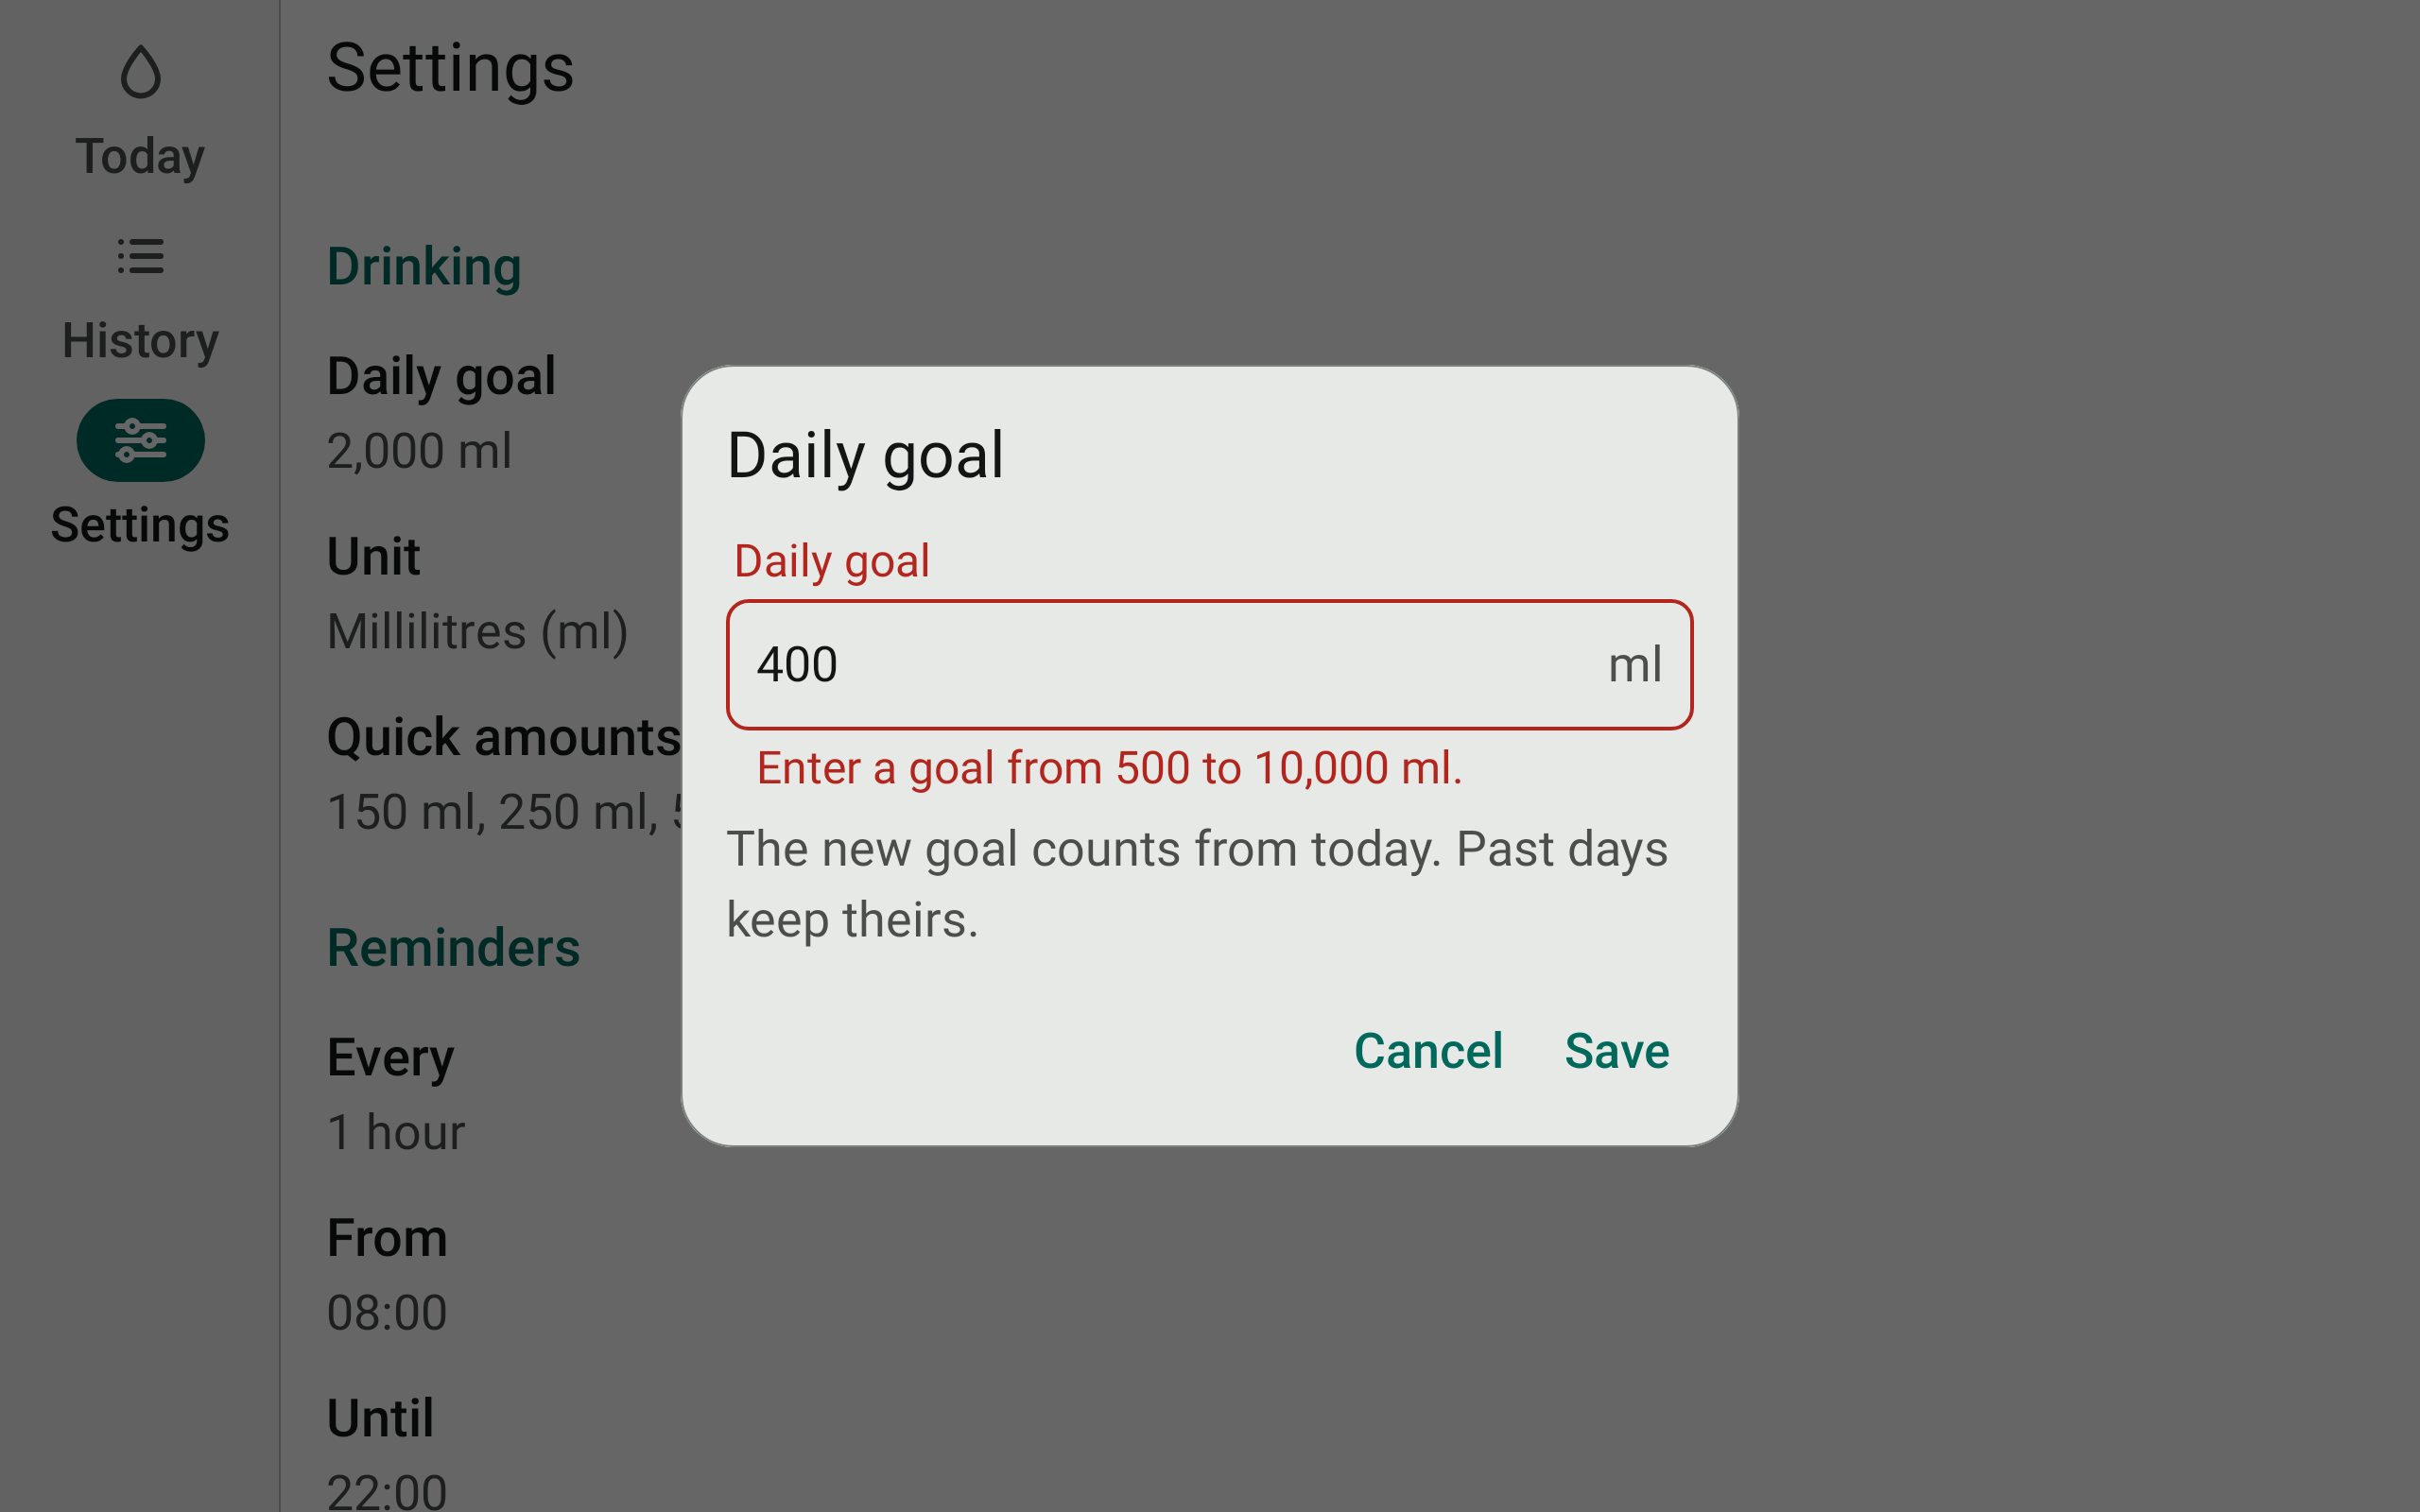 Today
History
Settings
Settings
Drinking
Daily goal
2,000 ml
Unit
Millilitres (ml)
Quick amounts
150 ml, 250 ml,
Reminders
Every
1 hour
From
08:00
Until
22:00
Daily goal
Daily goal
400 ml
Enter a goal from 500 to 10,000 ml.
The new goal counts from today. Past days
keep theirs.
Cancel Save